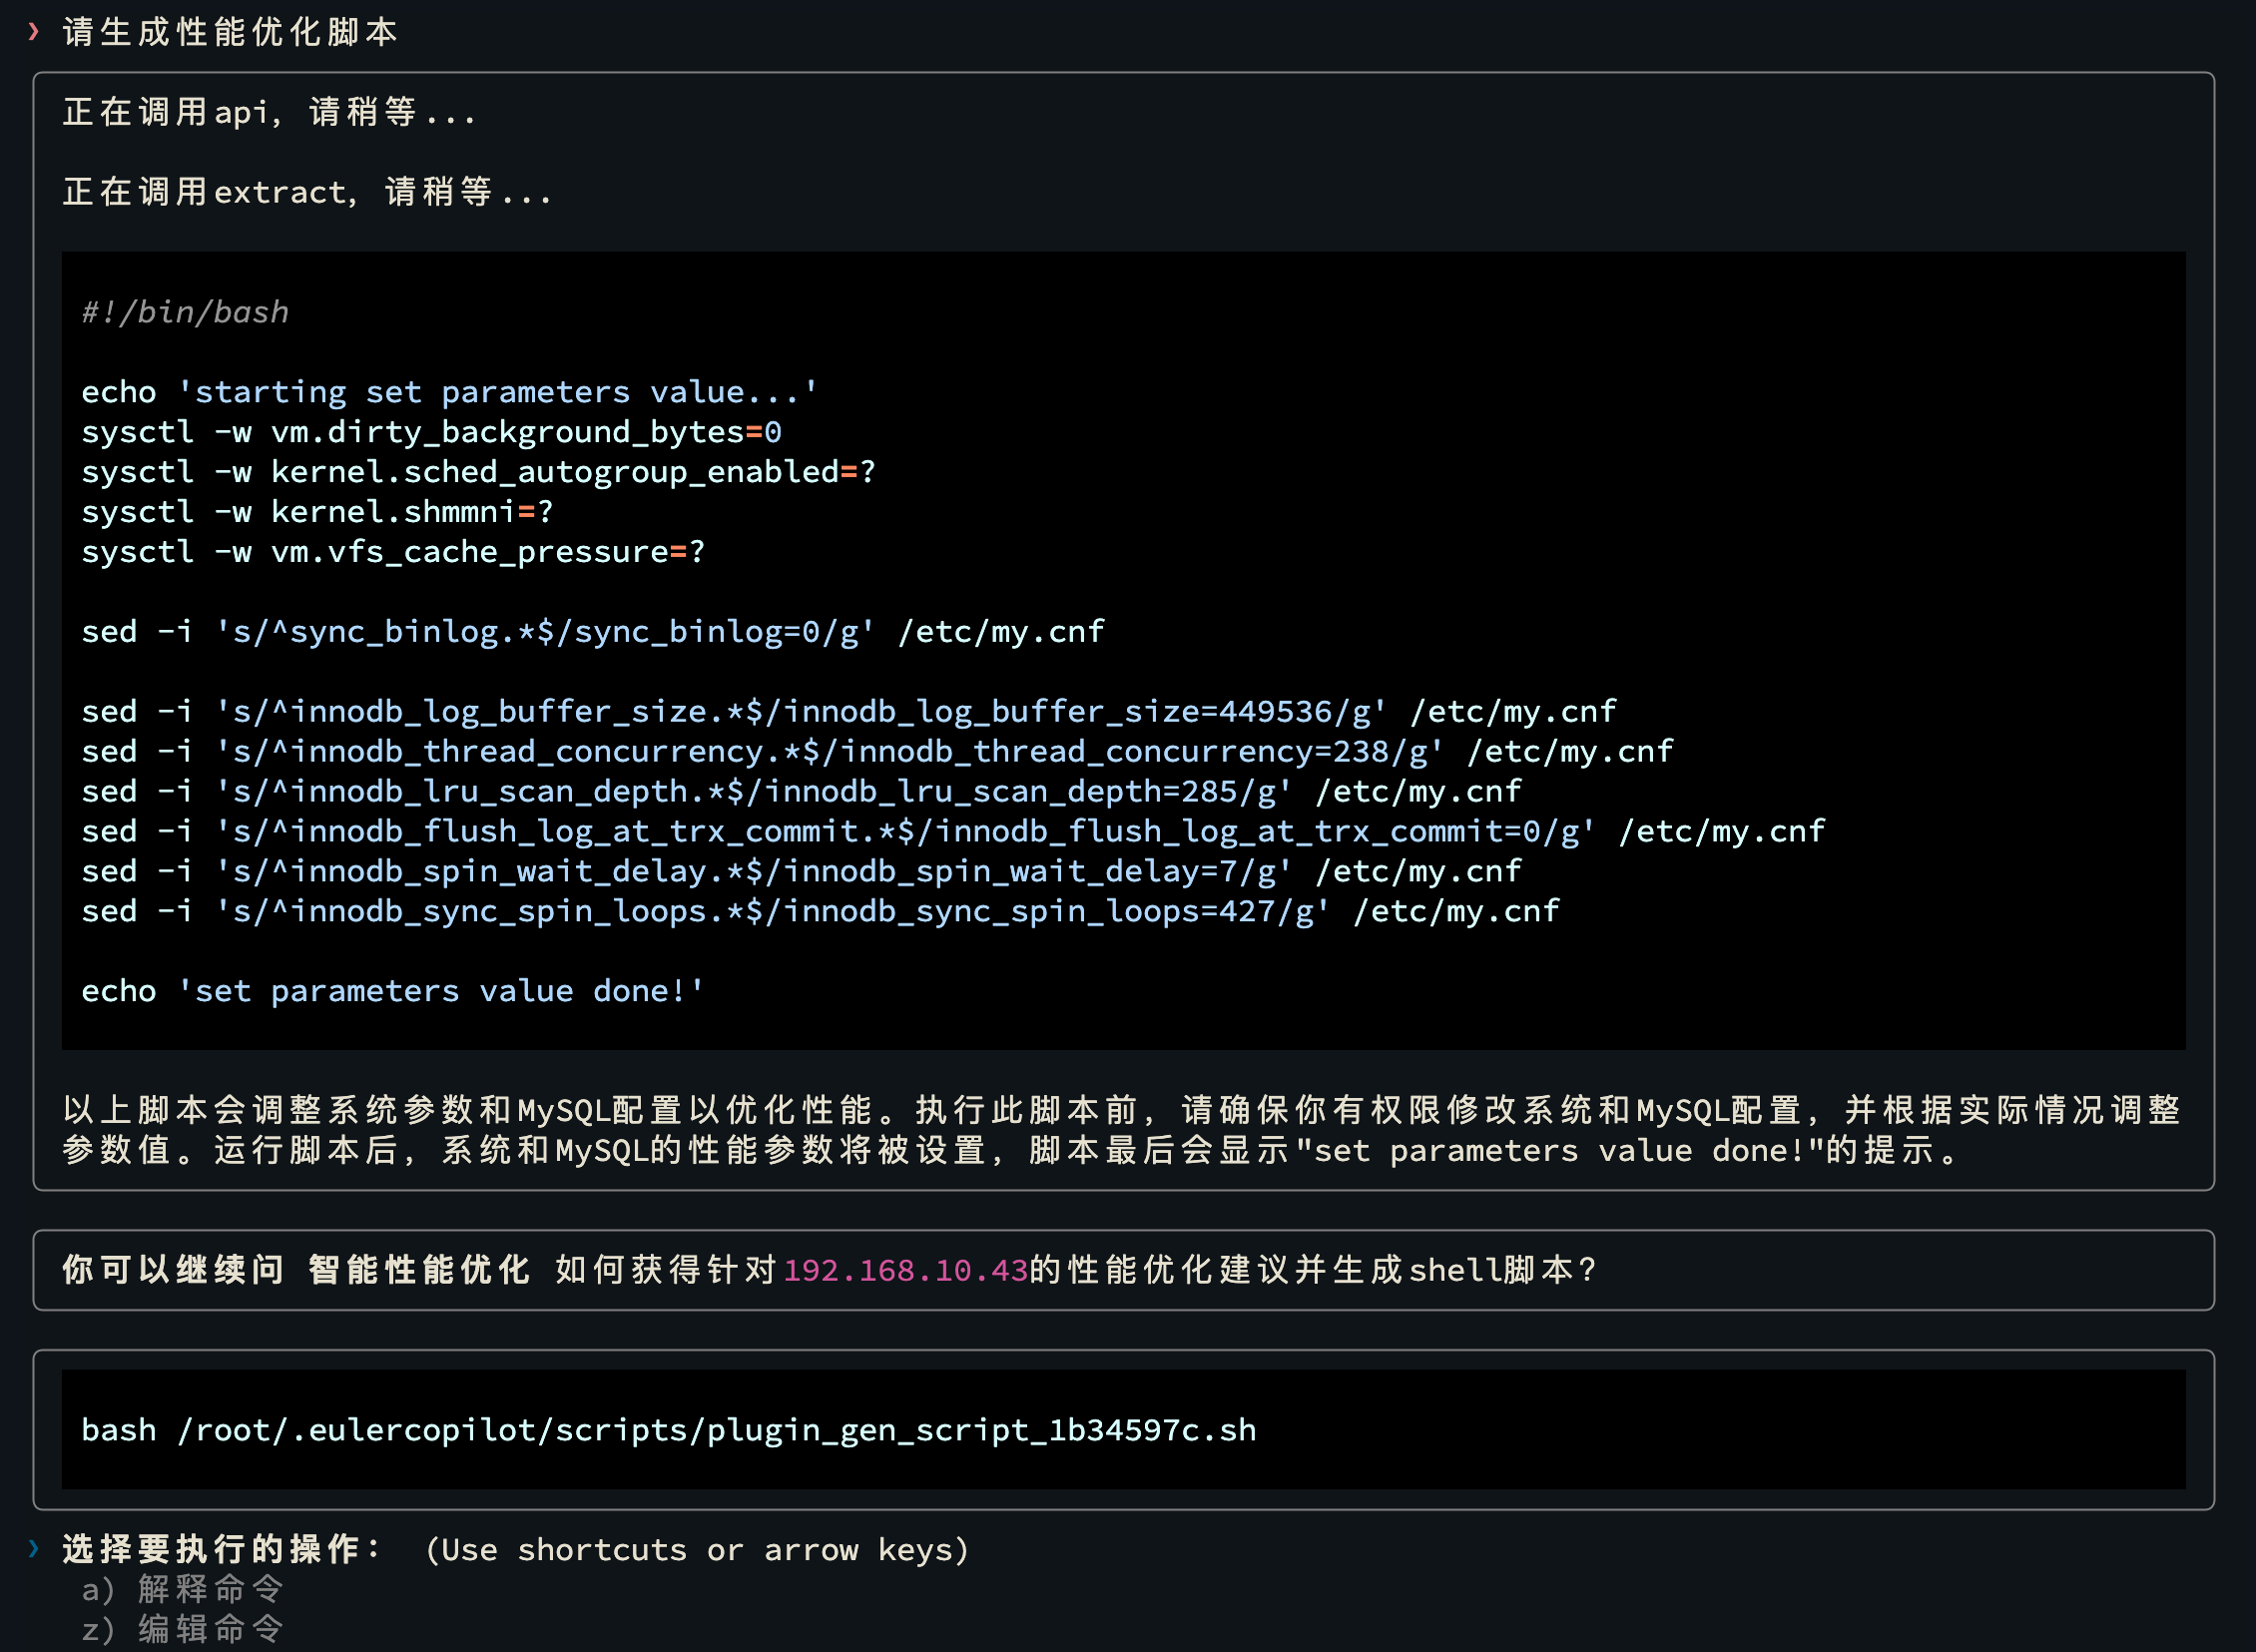 ❯ 请生成性能优化脚本
正在调用api, 请稍等...
正在调用extract, 请稍等...
#!/bin/bash
echo 'starting set parameters value...'
sysctl -w vm.dirty_background_bytes=0
sysctl -w kernel.sched_autogroup_enabled=?
sysctl -w kernel.shmmni=?
sysctl -w vm.vfs_cache_pressure=?
sed -i 's/^sync_binlog.*$/sync_binlog=0/g' /etc/my.cnf
sed -i 's/^innodb_log_buffer_size.*$/innodb_log_buffer_size=449536/g' /etc/my.cnf
sed -i 's/^innodb_thread_concurrency.*$/innodb_thread_concurrency=238/g' /etc/my.cnf
sed -i 's/^innodb_lru_scan_depth.*$/innodb_lru_scan_depth=285/g' /etc/my.cnf
sed -i 's/^innodb_flush_log_at_trx_commit.*$/innodb_flush_log_at_trx_commit=0/g' /etc/my.cnf
sed -i 's/^innodb_spin_wait_delay.*$/innodb_spin_wait_delay=7/g' /etc/my.cnf
sed -i 's/^innodb_sync_spin_loops.*$/innodb_sync_spin_loops=427/g' /etc/my.cnf
echo 'set parameters value done!'
以上脚本会调整系统参数和MySQL配置以优化性能。执行此脚本前，请确保你有权限修改系统和MySQL配置，并根据实际情况调整
参数值。运行脚本后，系统和MySQL的性能参数将被设置，脚本最后会显示"set parameters value done!"的提示。
你可以继续问 智能性能优化 如何获得针对192.168.10.43的性能优化建议并生成shell脚本?
bash /root/.eulercopilot/scripts/plugin_gen_script_1b34597c.sh
❯ 选择要执行的操作： (Use shortcuts or arrow keys)
a) 解释命令
z) 编辑命令